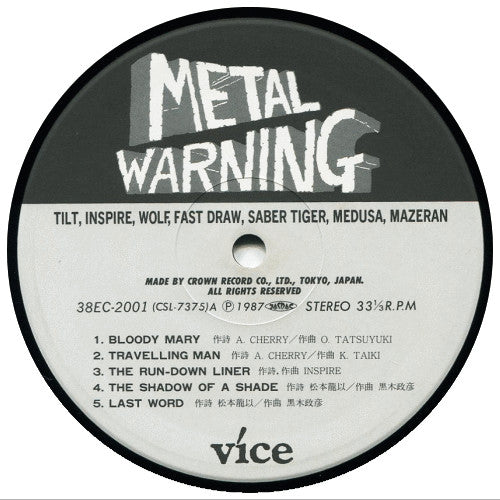 METAL
WARNING
TILT, INSPIRE, WOLF, FAST DRAW, SABER TIGER, MEDUSA, MAZERAN
MADE BY CROWN RECORD CO., LTD., TOKYO, JAPAN.
ALL RIGHTS RESERVED
38EC-2001 (CSL-7375)A Ⓟ1987 STEREO 33⅓R.P.M
1. BLOODY MARY 作詩 A. CHERRY／作曲 O. TATSUYUKI
2. TRAVELLING MAN 作詩 A. CHERRY／作曲 K. TAIKI
3. THE RUN-DOWN LINER 作詩.作曲 INSPIRE
4. THE SHADOW OF A SHADE 作詩 松本龍以／作曲 黒木政彦
5. LAST WORD 作詩 松本龍以／作曲 黒木政彦
vice